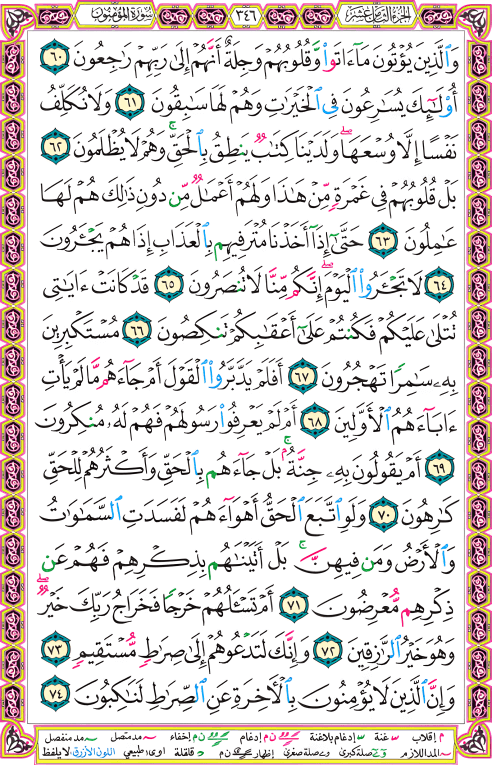 الجزء الثامن عشر ٣٤٦ سورة المؤمنون
وَٱلَّذِينَ يُؤْتُونَ مَآ ءَاتَوا۟ وَّقُلُوبُهُمْ وَجِلَةٌ أَنَّهُمْ إِلَىٰ رَبِّهِمْ رَٰجِعُونَ ٦٠
أُو۟لَٰٓئِكَ يُسَٰرِعُونَ فِى ٱلْخَيْرَٰتِ وَهُمْ لَهَا سَٰبِقُونَ ٦١ وَلَا نُكَلِّفُ
نَفْسًا إِلَّا وُسْعَهَا ۖ وَلَدَيْنَا كِتَٰبٌ يَنطِقُ بِٱلْحَقِّ ۚ وَهُمْ لَا يُظْلَمُونَ ٦٢
بَلْ قُلُوبُهُمْ فِى غَمْرَةٍ مِّنْ هَٰذَا وَلَهُمْ أَعْمَٰلٌ مِّن دُونِ ذَٰلِكَ هُمْ لَهَا
عَٰمِلُونَ ٦٣ حَتَّىٰٓ إِذَآ أَخَذْنَا مُتْرَفِيهِم بِٱلْعَذَابِ إِذَا هُمْ يَجْـَٔرُونَ
٦٤ لَا تَجْـَٔرُوا۟ ٱلْيَوْمَ ۖ إِنَّكُم مِّنَّا لَا تُنصَرُونَ ٦٥ قَدْ كَانَتْ ءَايَٰتِى
تُتْلَىٰ عَلَيْكُمْ فَكُنتُمْ عَلَىٰٓ أَعْقَٰبِكُمْ تَنكِصُونَ ٦٦ مُسْتَكْبِرِينَ
بِهِۦ سَٰمِرًا تَهْجُرُونَ ٦٧ أَفَلَمْ يَدَّبَّرُوا۟ ٱلْقَوْلَ أَمْ جَآءَهُم مَّا لَمْ يَأْتِ
ءَابَآءَهُمُ ٱلْأَوَّلِينَ ٦٨ أَمْ لَمْ يَعْرِفُوا۟ رَسُولَهُمْ فَهُمْ لَهُۥ مُنكِرُونَ
٦٩ أَمْ يَقُولُونَ بِهِۦ جِنَّةٌۢ ۚ بَلْ جَآءَهُم بِٱلْحَقِّ وَأَكْثَرُهُمْ لِلْحَقِّ
كَٰرِهُونَ ٧٠ وَلَوِ ٱتَّبَعَ ٱلْحَقُّ أَهْوَآءَهُمْ لَفَسَدَتِ ٱلسَّمَٰوَٰتُ
وَٱلْأَرْضُ وَمَن فِيهِنَّ ۚ بَلْ أَتَيْنَٰهُم بِذِكْرِهِمْ فَهُمْ عَن
ذِكْرِهِم مُّعْرِضُونَ ٧١ أَمْ تَسْـَٔلُهُمْ خَرْجًا فَخَرَاجُ رَبِّكَ خَيْرٌ ۖ
وَهُوَ خَيْرُ ٱلرَّٰزِقِينَ ٧٢ وَإِنَّكَ لَتَدْعُوهُمْ إِلَىٰ صِرَٰطٍ مُّسْتَقِيمٍ ٧٣
وَإِنَّ ٱلَّذِينَ لَا يُؤْمِنُونَ بِٱلْءَاخِرَةِ عَنِ ٱلصِّرَٰطِ لَنَٰكِبُونَ ٧٤
م إقلاب غنة إدغام بلاغنة ن م إدغام ن م إخفاء مد متصل مد منفصل
المد اللازم صلة كبرى صلة صغرى إظهار ن م قلقلة اوى: طبيعي اللون الأزرق: لا يلفظ